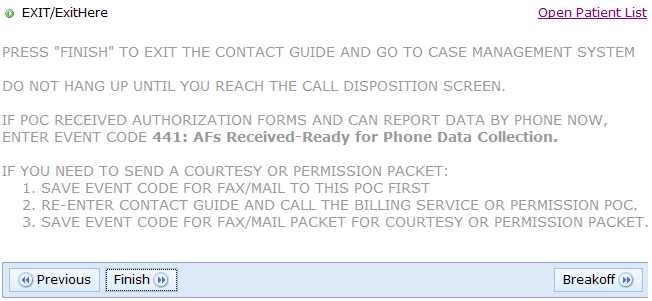 EXIT/ExitHere Open Patient List
PRESS "FINISH" TO EXIT THE CONTACT GUIDE AND GO TO CASE MANAGEMENT SYSTEM
DO NOT HANG UP UNTIL YOU REACH THE CALL DISPOSITION SCREEN.
IF POC RECEIVED AUTHORIZATION FORMS AND CAN REPORT DATA BY PHONE NOW,
ENTER EVENT CODE 441: AFs Received-Ready for Phone Data Collection.
IF YOU NEED TO SEND A COURTESY OR PERMISSION PACKET:
1. SAVE EVENT CODE FOR FAX/MAIL TO THIS POC FIRST
2. RE-ENTER CONTACT GUIDE AND CALL THE BILLING SERVICE OR PERMISSION POC.
3. SAVE EVENT CODE FOR FAX/MAIL PACKET FOR COURTESY OR PERMISSION PACKET.
Previous Finish Breakoff